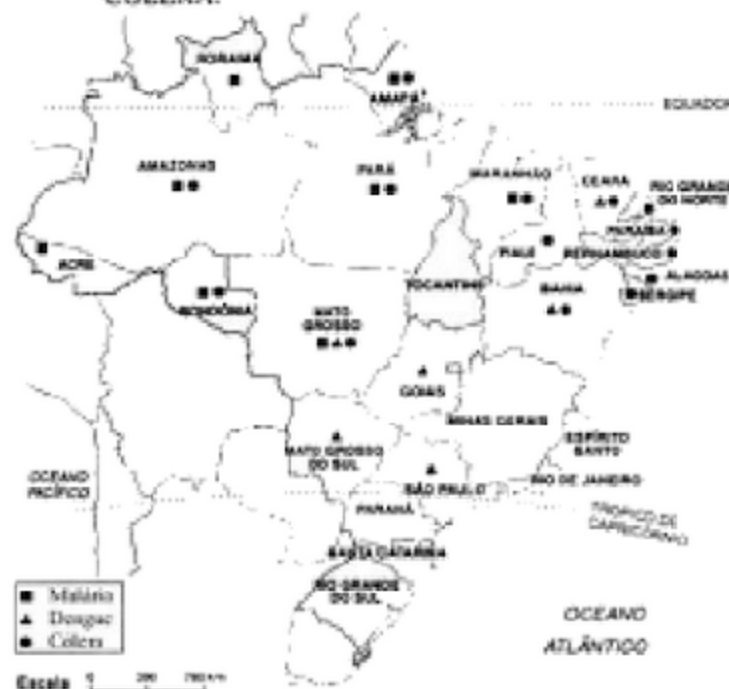 RORAIMA
AMAPÁ
EQUADOR
AMAZONAS
PARÁ
MARANHÃO
CEARÁ
RIO GRANDE
DO NORTE
PARAÍBA
ACRE
PIAUÍ
PERNAMBUCO
ALAGOAS
RONDÔNIA
TOCANTINS
BAHIA
SERGIPE
MATO
GROSSO
GOIÁS
MINAS GERAIS
MATO GROSSO
DO SUL
ESPÍRITO
SANTO
OCEANO
PACÍFICO
SÃO PAULO
RIO DE JANEIRO
PARANÁ
TRÓPICO DE
CAPRICÓRNIO
SANTA CATARINA
RIO GRANDE
DO SUL
Malária
Dengue
Cólera
OCEANO
ATLÂNTICO
Escala 0 km